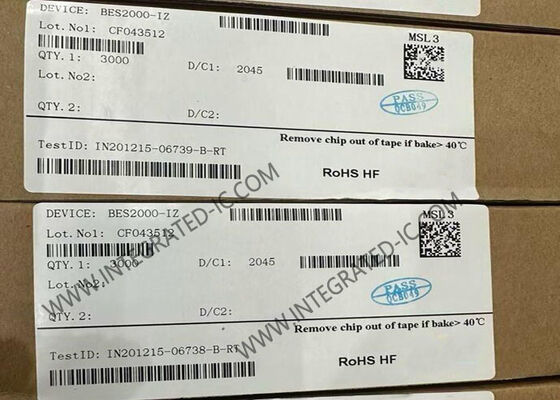 DEVICE: BES2000-IZ
Lot.No1: CF043512
MSL3
QTY.1: 3000
D/C1: 2045
Lot.No2:
PASS
QCB049
QTY.2:
D/C2:
Remove chip out of tape if bake> 40℃
TestID: IN201215-06739-B-RT
RoHS HF
WWW.INTEGRATED-IC.COM
DEVICE: BES2000-IZ
Lot.No1: CF043512
MSL3
QTY.1: 3000
D/C1: 2045
Lot.No2:
PASS
QCB049
QTY.2:
D/C2:
Remove chip out of tape if bake> 40℃
TestID: IN201215-06738-B-RT
RoHS HF
WWW.INTEGRATED-IC.COM